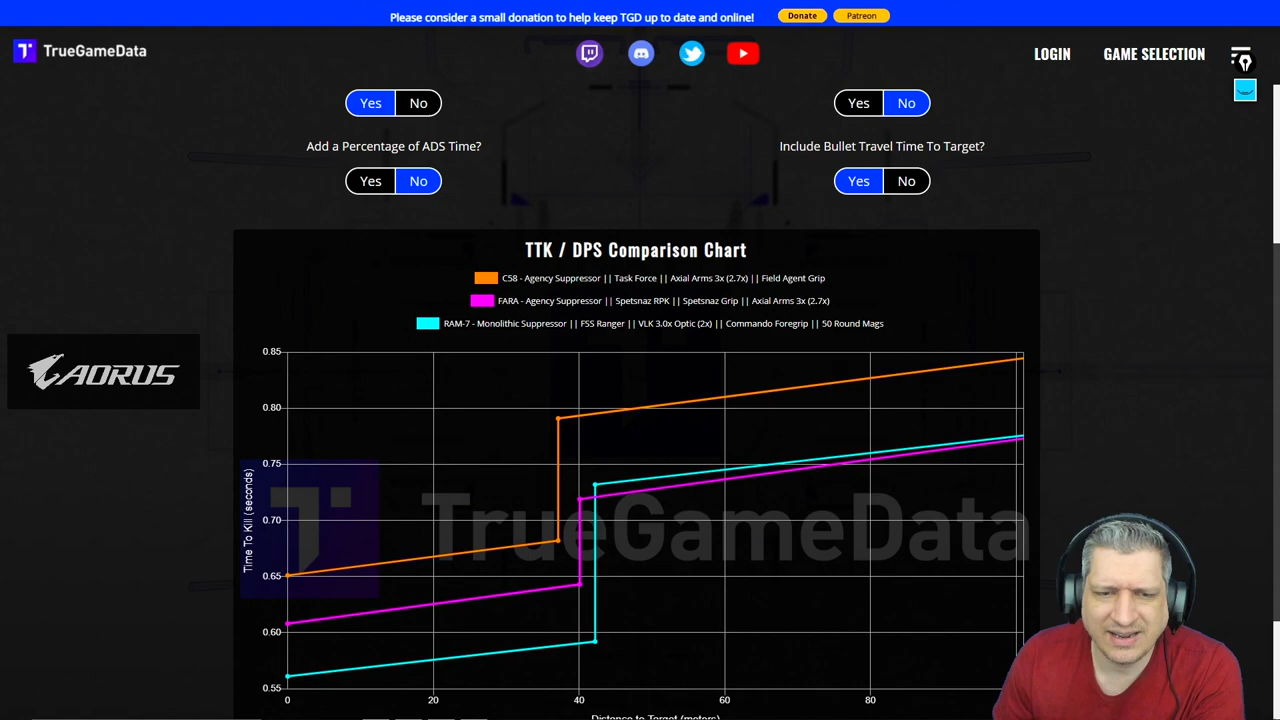 Please consider a small donation to help keep TGD up to date and online!
Donate
Patreon
TrueGameData
LOGIN
GAME SELECTION
Yes No
Yes No
Add a Percentage of ADS Time?
Include Bullet Travel Time To Target?
Yes No
Yes No
TTK / DPS Comparison Chart
C58 - Agency Suppressor || Task Force || Axial Arms 3x (2.7x) || Field Agent Grip
FARA - Agency Suppressor || Spetsnaz RPK || Spetsnaz Grip || Axial Arms 3x (2.7x)
RAM-7 - Monolithic Suppressor || FSS Ranger || VLK 3.0x Optic (2x) || Commando Foregrip || 50 Round Mags
AORUS
0.85
0.80
0.75
0.70
0.65
0.60
0.55
Time To Kill (seconds)
TrueGameData
0 20 40 60 80
Distance to Target (meters)